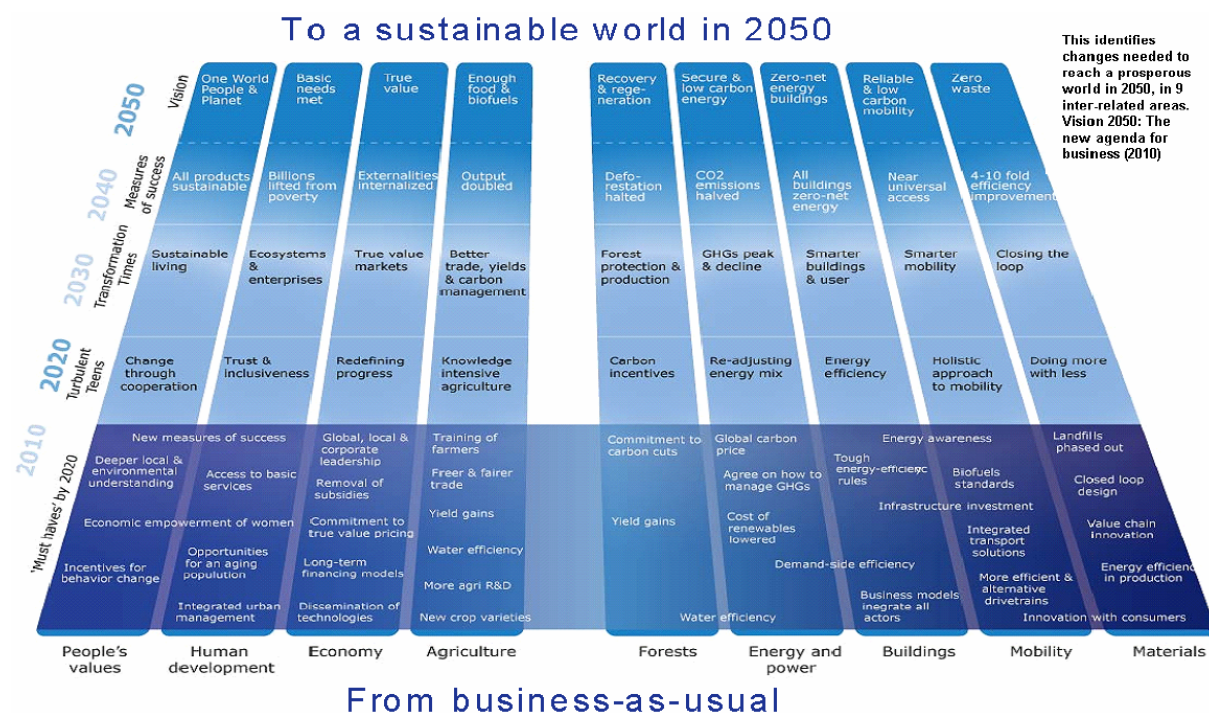 To a sustainable world in 2050
This identifies
changes needed to
reach a prosperous
world in 2050, in 9
inter-related areas.
Vision 2050: The
new agenda for
business (2010)
2050
Vision
One World
People &
Planet
Basic
needs
met
True
value
Enough
food &
biofuels
Recovery
& rege-
neration
Secure &
low carbon
energy
Zero-net
energy
buildings
Reliable
& low
carbon
mobility
Zero
waste
2040
Measures
of success
All products
sustainable
Billions
lifted from
poverty
Externalities
internalized
Output
doubled
Defo-
restation
halted
CO2
emissions
halved
All
buildings
zero-net
energy
Near
universal
access
4-10 fold
efficiency
improvement
2030
Transformation
Times
Sustainable
living
Ecosystems
&
enterprises
True value
markets
Better
trade, yields
& carbon
management
Forest
protection &
production
GHGs peak
& decline
Smarter
buildings
& user
Smarter
mobility
Closing the
loop
2020
Turbulent
Teens
Change
through
cooperation
Trust &
inclusiveness
Redefining
progress
Knowledge
intensive
agriculture
Carbon
incentives
Re-adjusting
energy mix
Energy
efficiency
Holistic
approach
to mobility
Doing more
with less
2010
'Must haves' by 2020
New measures of success
Deeper local &
environmental
understanding
Access to basic
services
Economic empowerment of women
Incentives for
behavior change
Opportunities
for an aging
populution
Integrated urban
management
Global, local &
corporate
leadership
Removal of
subsidies
Commitment to
true value pricing
Long-term
financing models
Dissemination of
technologies
Training of
farmers
Freer & fairer
trade
Yield gains
Water efficiency
More agri R&D
New crop varieties
Commitment to
carbon cuts
Yield gains
Water efficiency
Global carbon
price
Agree on how to
manage GHGs
Cost of
renewables
lowered
Demand-side efficiency
Energy awareness
Tough
energy-efficient
rules
Infrastructure investment
Business models
inegrate all
actors
Biofuels
standards
Integrated
transport
solutions
More efficient &
alternative
drivetrains
Innovation with consumers
Landfills
phased out
Closed loop
design
Value chain
innovation
Energy efficienc
in production
People's
values
Human
development
Economy
Agriculture
Forests
Energy and
power
Buildings
Mobility
Materials
From business-as-usual